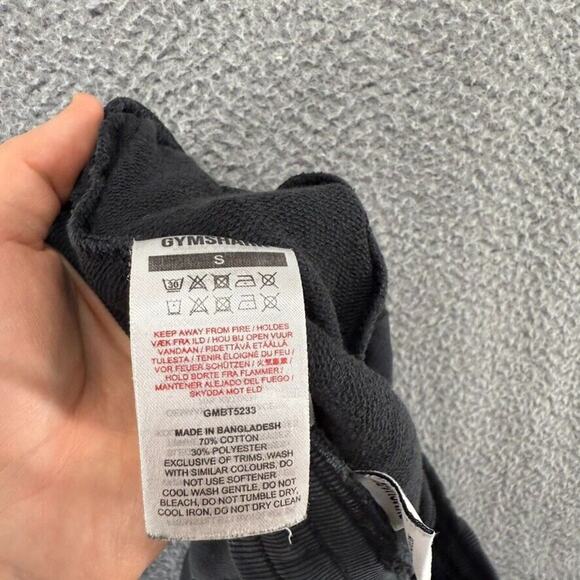 GYMSHARK
S
30
KEEP AWAY FROM FIRE / HOLDES
VÆK FRA ILD / HOU BIJ OPEN VUUR
VANDAAN / PIDETTÄVÄ ETÄÄLLÄ
TULESTA / TENIR ÉLOIGNÉ DU FEU /
VOR FEUER SCHÜTZEN / 火気厳禁 /
HOLD SORTE FRA FLAMMER /
MANTENER ALEJADO DEL FUEGO /
SKYDDA MOT ELD
GMBT5233
MADE IN BANGLADESH
70% COTTON
30% POLYESTER
EXCLUSIVE OF TRIMS. WASH
WITH SIMILAR COLOURS, DO
NOT USE SOFTENER
COOL WASH GENTLE, DO NOT
BLEACH, DO NOT TUMBLE DRY,
COOL IRON, DO NOT DRY CLEAN